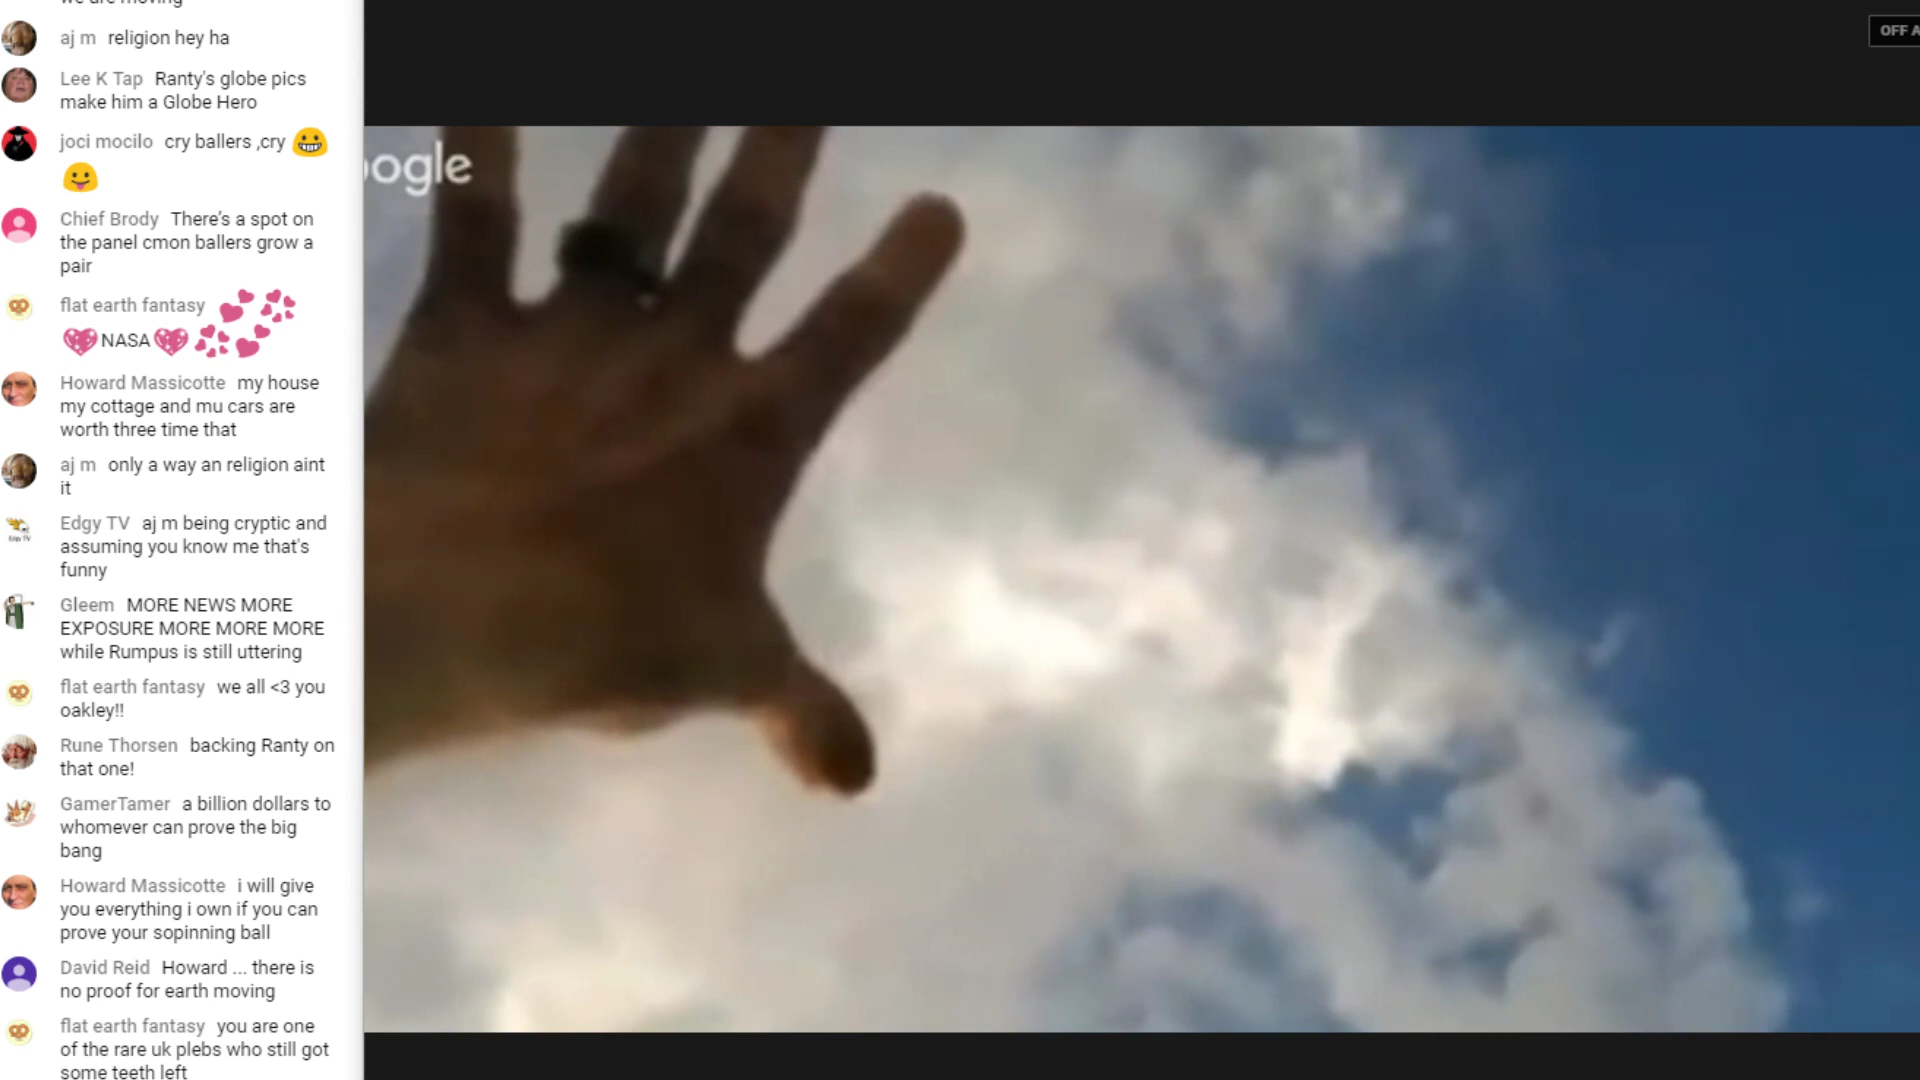 we are moving
aj m religion hey ha
Lee K Tap Ranty's globe pics
make him a Globe Hero
joci mocilo cry ballers ,cry
Chief Brody There's a spot on
the panel cmon ballers grow a
pair
flat earth fantasy
NASA
Howard Massicotte my house
my cottage and mu cars are
worth three time that
aj m only a way an religion aint
it
Edgy TV aj m being cryptic and
assuming you know me that's
funny
Gleem MORE NEWS MORE
EXPOSURE MORE MORE MORE
while Rumpus is still uttering
flat earth fantasy we all <3 you
oakley!!
Rune Thorsen backing Ranty on
that one!
GamerTamer a billion dollars to
whomever can prove the big
bang
Howard Massicotte i will give
you everything i own if you can
prove your sopinning ball
David Reid Howard ... there is
no proof for earth moving
flat earth fantasy you are one
of the rare uk plebs who still got
some teeth left
oogle
OFF A